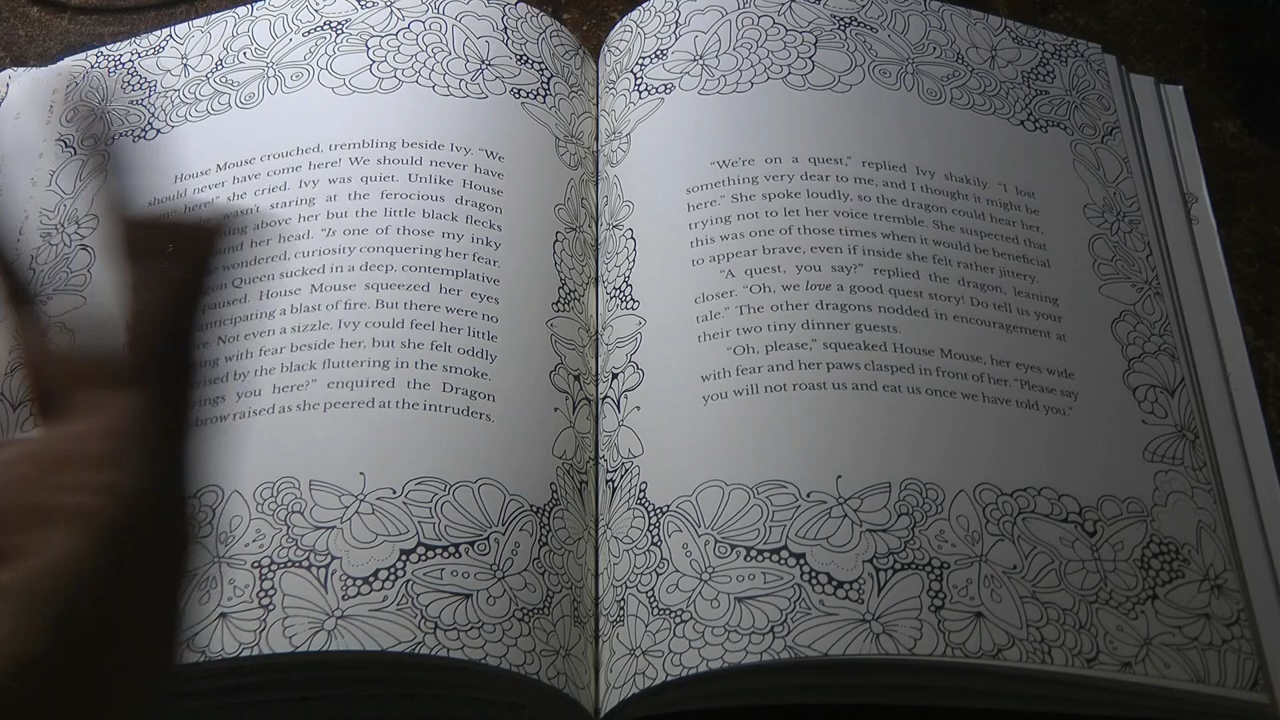 House Mouse crouched, trembling beside Ivy. "We
should never have come here! We should never have
here!" she cried. Ivy was quiet. Unlike House
wasn't staring at the ferocious dragon
above her but the little black flecks
her head. "Is one of those my inky
wondered, curiosity conquering her fear.
Queen sucked in a deep, contemplative
paused. House Mouse squeezed her eyes
anticipating a blast of fire. But there were no
Not even a sizzle. Ivy could feel her little
with fear beside her, but she felt oddly
by the black fluttering in the smoke.
you here?" enquired the Dragon
brow raised as she peered at the intruders.
"We're on a quest," replied Ivy shakily. "I lost
something very dear to me, and I thought it might be
here." She spoke loudly, so the dragon could hear her,
trying not to let her voice tremble. She suspected that
this was one of those times when it would be beneficial
to appear brave, even if inside she felt rather jittery.
"A quest, you say?" replied the dragon, leaning
closer. "Oh, we love a good quest story! Do tell us your
tale." The other dragons nodded in encouragement at
their two tiny dinner guests.
"Oh, please," squeaked House Mouse, her eyes wide
with fear and her paws clasped in front of her. "Please say
you will not roast us and eat us once we have told you."